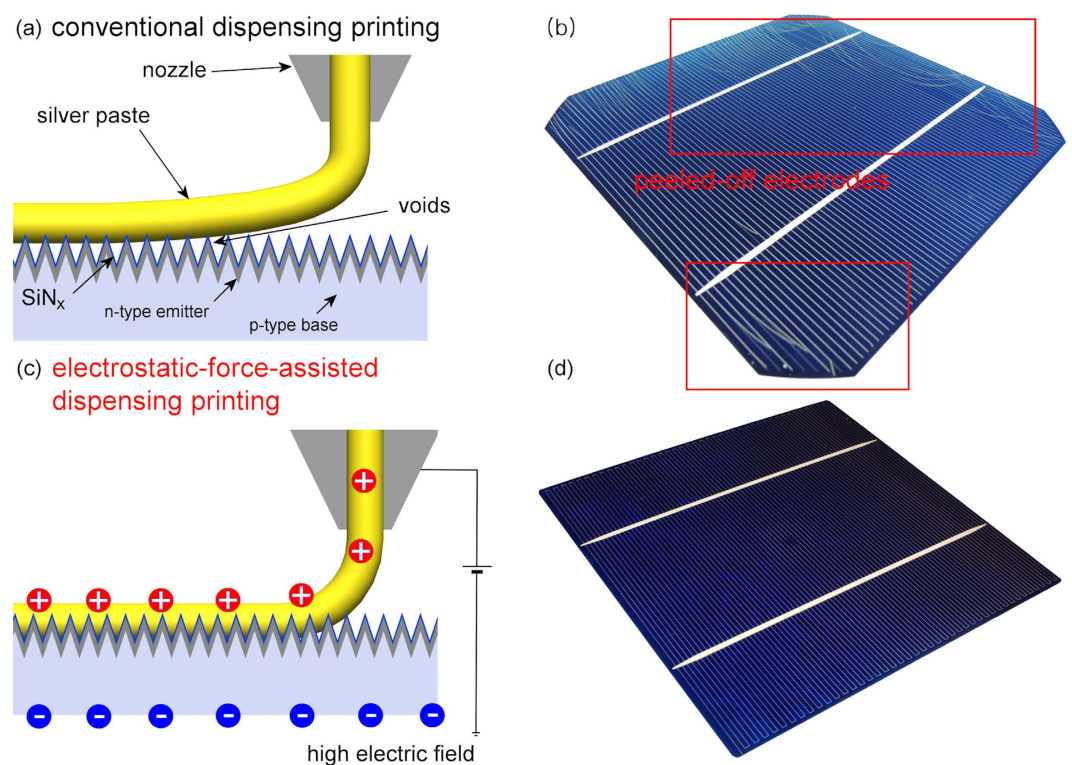 (a) conventional dispensing printing
nozzle
silver paste
voids
SiNx
n-type emitter
p-type base
(b)
peeled-off electrodes
(c) electrostatic-force-assisted
dispensing printing
+
+
+ + + + +
- - - - - - -
high electric field
(d)